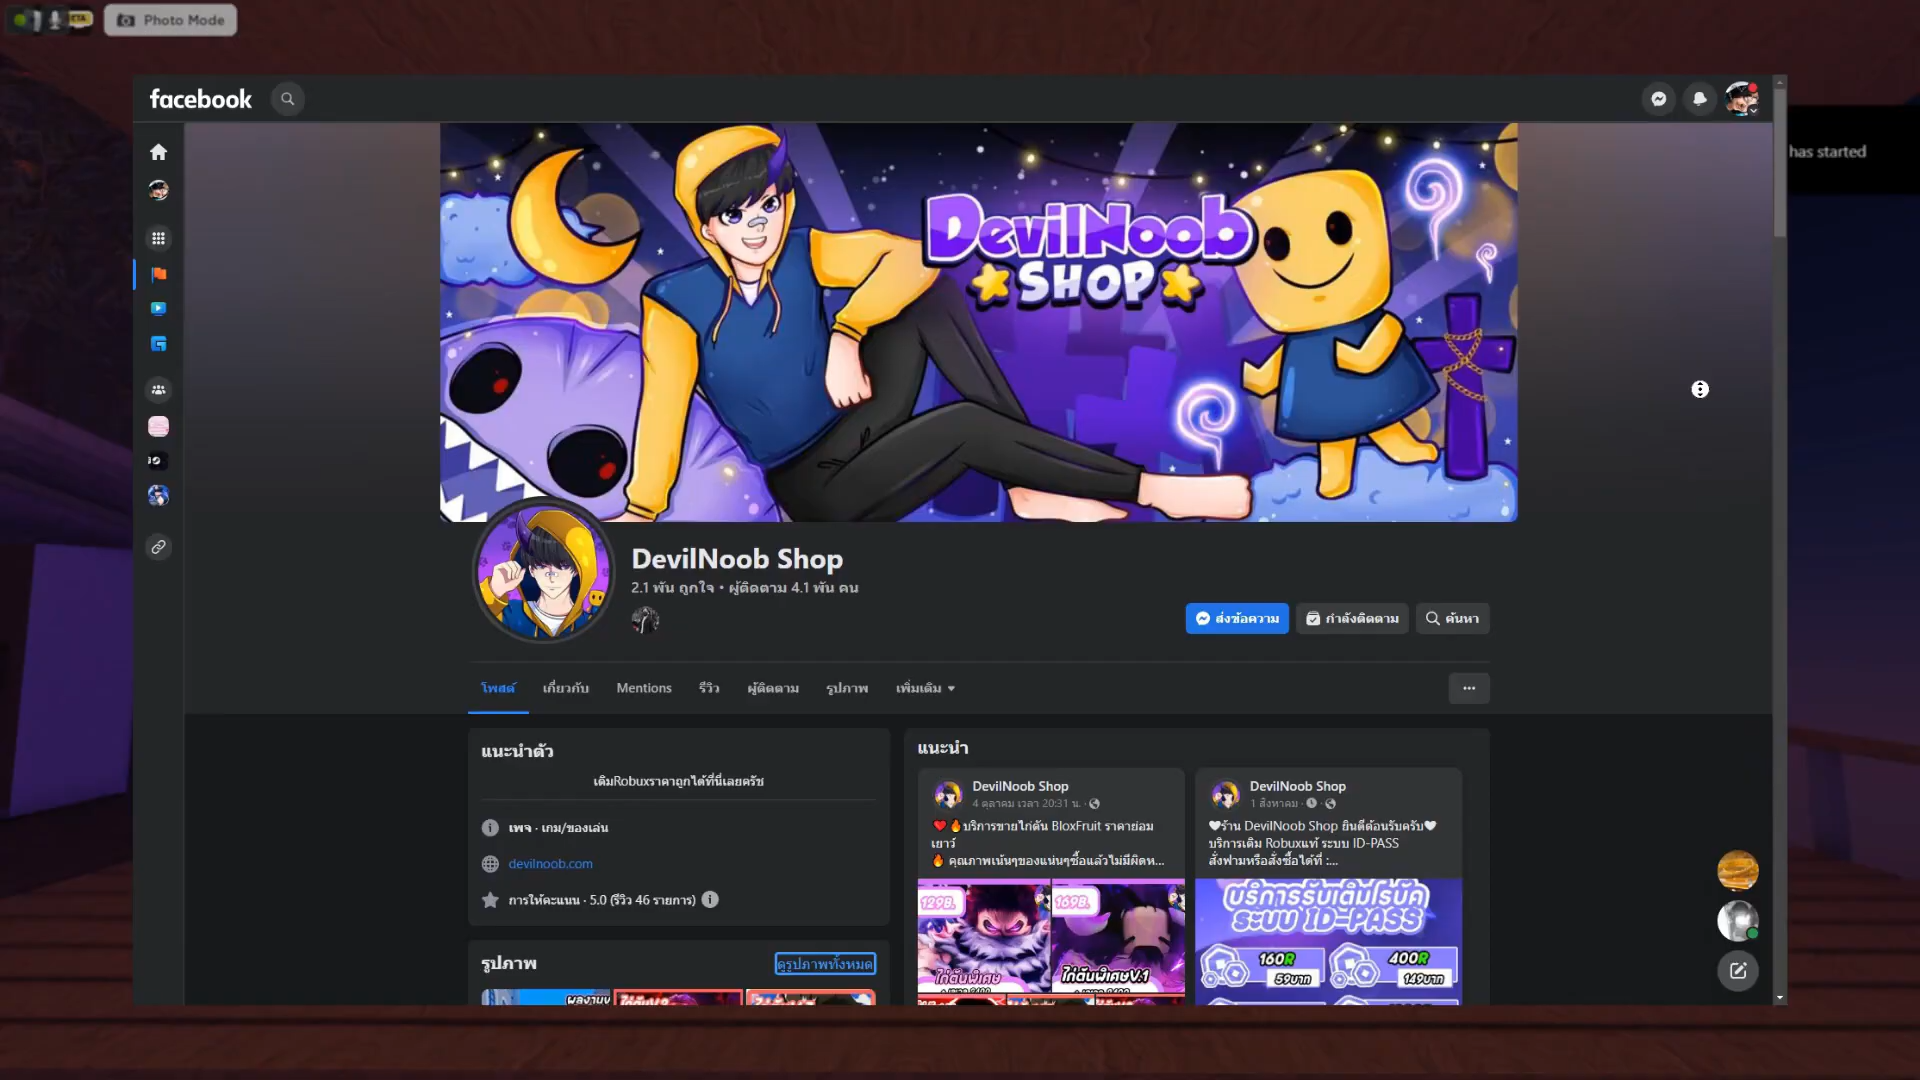 BETA
Photo Mode
facebook
has started
DevilNoob
SHOP
DevilNoob Shop
2.1 พัน ถูกใจ • ผู้ติดตาม 4.1 พัน คน
ส่งข้อความ
กำลังติดตาม
ค้นหา
โพสต์
เกี่ยวกับ
Mentions
รีวิว
ผู้ติดตาม
รูปภาพ
เพิ่มเติม
แนะนำตัว
เติมRobuxราคาถูกได้ที่นี่เลยครัช
เพจ · เกม/ของเล่น
devilnoob.com
การให้คะแนน · 5.0 (รีวิว 46 รายการ)
รูปภาพ
ดูรูปภาพทั้งหมด
ผลงาน
แนะนำ
DevilNoob Shop
4 ตุลาคม เวลา 20:31 น. ·
❤️ 🔥บริการขายไก่ตัน BloxFruit ราคาย่อม
เยาว์
🔥 คุณภาพเน้นๆของแน่นๆซื้อแล้วไม่มีผิดห...
129B.
169B.
ไก่ตันพิเศษ
ไก่ตันพิเศษV.1
DevilNoob Shop
1 สิงหาคม ·
🤍ร้าน DevilNoob Shop ยินดีต้อนรับครับ🤍
บริการเติม Robuxแท้ ระบบ ID-PASS
สั่งฟามหรือสั่งซื้อได้ที่ :...
บริการรับเติมโรบัค
ระบบ ID-PASS
160R
59บาท
400R
149บาท